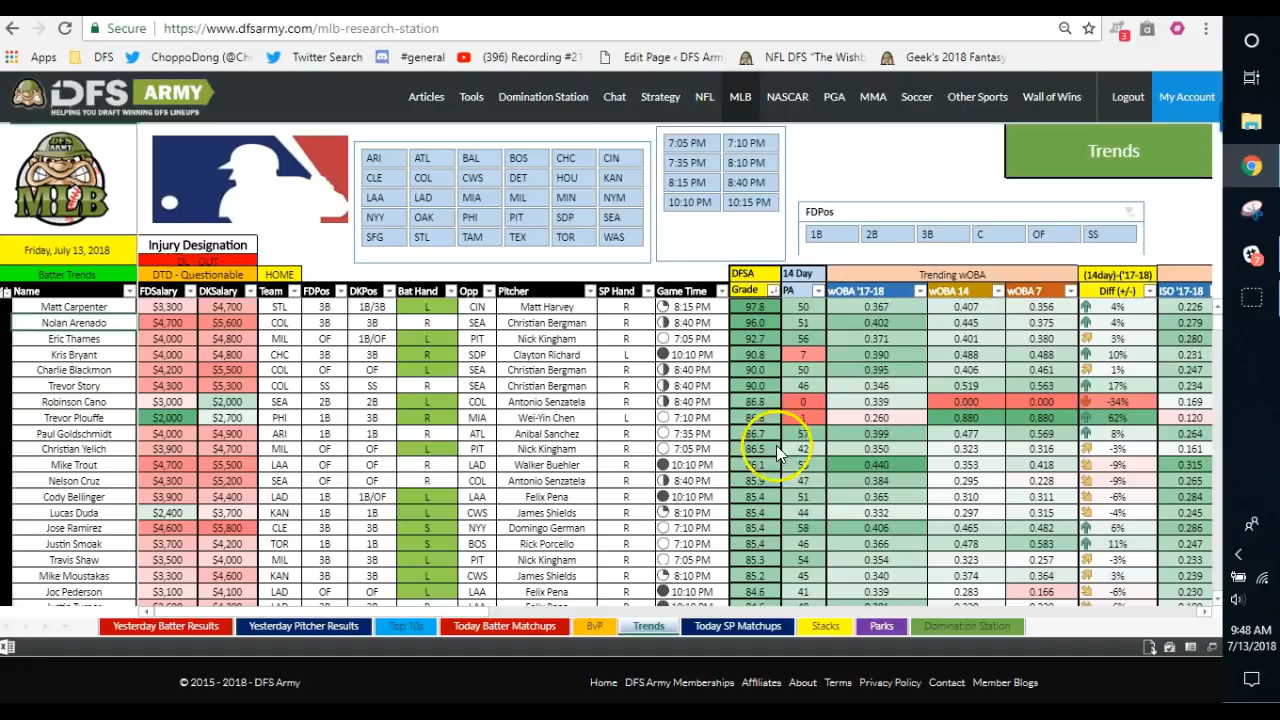 Secure https://www.dfsarmy.com/mlb-research-station
3
Apps DFS ChoppoDFS (@Ch Twitter Search #general (396) Recording #21 Edit Page ‹ DFS Arm NFL DFS "The Wishb Geek's 2018 Fantasy
DFS ARMY
HELPING YOU DRAFT WINNING DFS LINEUPS
Articles Tools Domination Station Chat Strategy NFL MLB NASCAR PGA MMA Soccer Other Sports Wall of Wins Logout My Account
DFS ARMY
MLB
ARI ATL BAL BOS CHC CIN
CLE COL CWS DET HOU KAN
LAA LAD MIA MIL MIN NYM
NYY OAK PHI PIT SDP SEA
SFG STL TAM TEX TOR WAS
7:05 PM 7:10 PM
7:35 PM 8:10 PM
8:15 PM 8:40 PM
10:10 PM 10:15 PM
Trends
FDPos
1B 2B 3B C OF SS
Friday, July 13, 2018
Injury Designation
DL - OUT
Batter Trends DTD - Questionable HOME DFSA 14 Day Trending wOBA (14day)-('17-18)
Name FDSalary DKSalary Team FDPos DKPos Bat Hand Opp Pitcher SP Hand Game Time Grade PA wOBA '17-18 wOBA 14 wOBA 7 Diff (+/-) ISO '17-18
Matt Carpenter $3,300 $4,700 STL 3B 1B/3B L CIN Matt Harvey R 8:15 PM 97.8 50 0.367 0.407 0.356 4% 0.226
Nolan Arenado $4,700 $5,600 COL 3B 3B R SEA Christian Bergman R 8:40 PM 96.0 51 0.402 0.445 0.375 4% 0.279
Eric Thames $4,000 $4,800 MIL OF 1B/OF L PIT Nick Kingham R 7:05 PM 92.7 56 0.371 0.401 0.380 3% 0.280
Kris Bryant $4,000 $4,800 CHC 3B 3B R SDP Clayton Richard L 10:10 PM 90.8 7 0.390 0.488 0.488 10% 0.231
Charlie Blackmon $4,200 $5,500 COL OF OF L SEA Christian Bergman R 8:40 PM 90.0 50 0.395 0.406 0.461 1% 0.247
Trevor Story $4,300 $5,300 COL SS SS R SEA Christian Bergman R 8:40 PM 90.0 46 0.346 0.519 0.563 17% 0.234
Robinson Cano $3,000 $2,000 SEA 2B 2B L COL Antonio Senzatela R 8:40 PM 86.8 0 0.339 0.000 0.000 -34% 0.169
Trevor Plouffe $2,000 $2,700 PHI 1B 3B R MIA Wei-Yin Chen L 7:10 PM 0.260 0.880 0.880 62% 0.120
Paul Goldschmidt $4,000 $4,900 ARI 1B 1B R ATL Anibal Sanchez R 7:35 PM 86.7 57 0.399 0.477 0.569 8% 0.264
Christian Yelich $3,900 $4,700 MIL OF OF L PIT Nick Kingham R 7:05 PM 86.5 42 0.350 0.323 0.416 -3% 0.161
Mike Trout $4,700 $5,500 LAA OF OF R LAD Walker Buehler R 10:10 PM 0.440 0.353 0.418 -9% 0.315
Nelson Cruz $4,300 $5,100 SEA OF OF R COL Antonio Senzatela R 8:40 PM 85.9 47 0.384 0.295 0.228 -9% 0.265
Cody Bellinger $3,900 $4,500 LAD OF 1B/OF L LAA Felix Pena R 10:10 PM 85.4 51 0.365 0.310 0.311 -6% 0.284
Lucas Duda $2,400 $3,700 KAN 1B 1B L CWS James Shields R 8:10 PM 85.4 44 0.332 0.297 0.315 -4% 0.245
Jose Ramirez $4,600 $5,800 CLE 3B 3B S NYY Domingo German R 7:10 PM 85.4 58 0.406 0.465 0.482 6% 0.286
Justin Smoak $3,700 $4,200 TOR 1B 1B S BOS Rick Porcello R 7:10 PM 85.4 46 0.366 0.478 0.583 11% 0.247
Travis Shaw $3,500 $4,000 MIL 3B 3B L PIT Nick Kingham R 7:05 PM 85.3 54 0.354 0.323 0.257 -3% 0.233
Mike Moustakas $3,300 $4,600 KAN 3B 3B L CWS James Shields R 8:10 PM 85.2 45 0.340 0.374 0.364 3% 0.239
Joc Pederson $3,100 $4,100 LAD OF OF L LAA Felix Pena R 10:10 PM 84.6 41 0.339 0.283 0.166 -6% 0.230
Yesterday Batter Results Yesterday Pitcher Results Top 10s Today Batter Matchups BvP Trends Today SP Matchups Stacks Parks Domination Station
© 2015 - 2018 - DFS Army Home DFS Army Memberships Affiliates About Terms Privacy Policy Contact Member Blogs
7
9:48 AM
7/13/2018